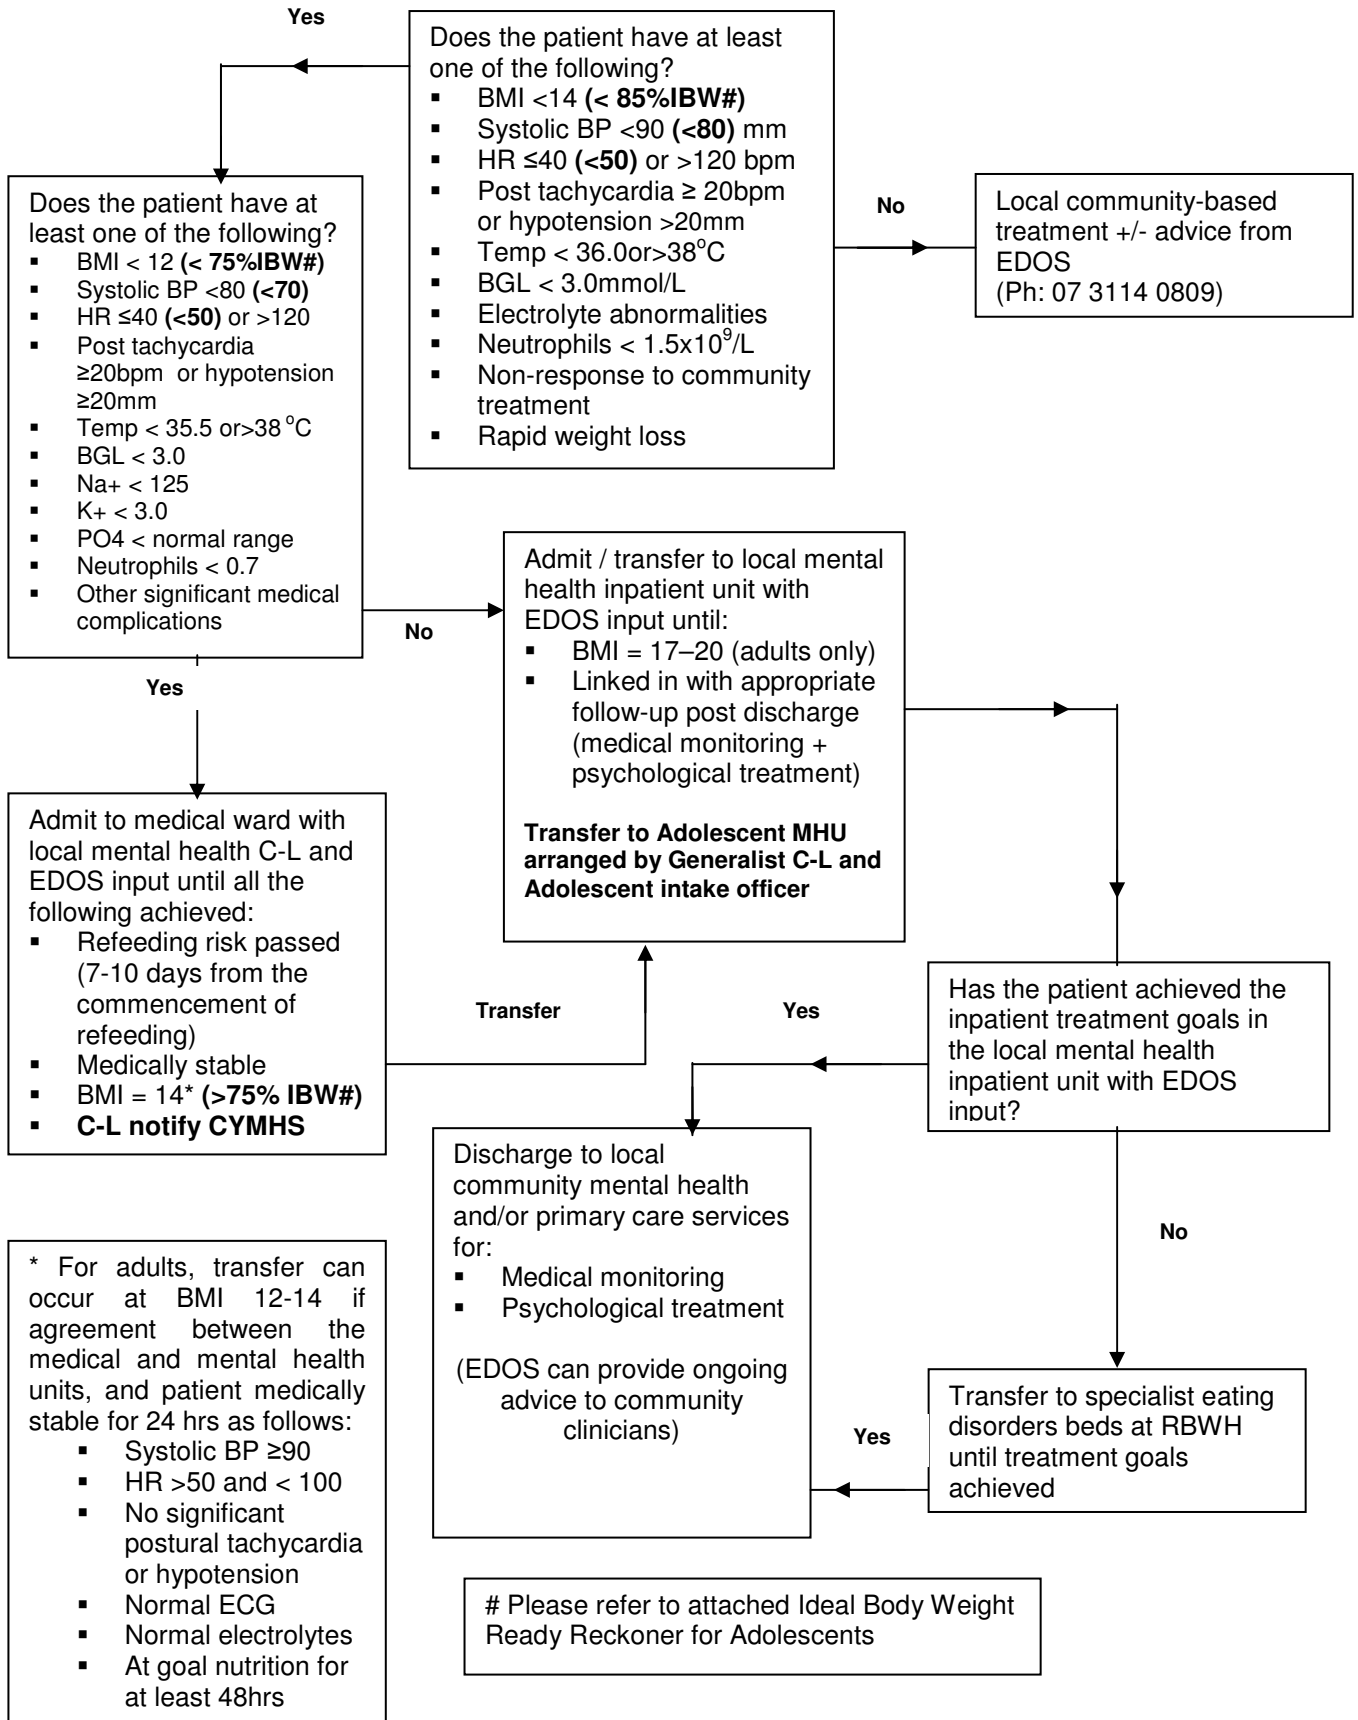 Yes
Does the patient have at least
one of the following?
▪ BMI <14 (< 85%IBW#)
▪ Systolic BP <90 (<80) mm
▪ HR ≤40 (<50) or >120 bpm
▪ Post tachycardia ≥ 20bpm
or hypotension >20mm
▪ Temp < 36.0or>38°C
▪ BGL < 3.0mmol/L
▪ Electrolyte abnormalities
▪ Neutrophils < 1.5x10⁹/L
▪ Non-response to community
treatment
▪ Rapid weight loss
No
Local community-based
treatment +/- advice from
EDOS
(Ph: 07 3114 0809)
Does the patient have at
least one of the following?
▪ BMI < 12 (< 75%IBW#)
▪ Systolic BP <80 (<70)
▪ HR ≤40 (<50) or >120
▪ Post tachycardia
≥20bpm or hypotension
≥20mm
▪ Temp < 35.5 or>38 °C
▪ BGL < 3.0
▪ Na+ < 125
▪ K+ < 3.0
▪ PO4 < normal range
▪ Neutrophils < 0.7
▪ Other significant medical
complications
No
Yes
Admit / transfer to local mental
health inpatient unit with
EDOS input until:
▪ BMI = 17–20 (adults only)
▪ Linked in with appropriate
follow-up post discharge
(medical monitoring +
psychological treatment)
Transfer to Adolescent MHU
arranged by Generalist C-L and
Adolescent intake officer
Admit to medical ward with
local mental health C-L and
EDOS input until all the
following achieved:
▪ Refeeding risk passed
(7-10 days from the
commencement of
refeeding)
▪ Medically stable
▪ BMI = 14* (>75% IBW#)
▪ C-L notify CYMHS
Transfer
Yes
Has the patient achieved the
inpatient treatment goals in
the local mental health
inpatient unit with EDOS
input?
No
Discharge to local
community mental health
and/or primary care services
for:
▪ Medical monitoring
▪ Psychological treatment
(EDOS can provide ongoing
advice to community
clinicians)
Yes
Transfer to specialist eating
disorders beds at RBWH
until treatment goals
achieved
* For adults, transfer can
occur at BMI 12-14 if
agreement between the
medical and mental health
units, and patient medically
stable for 24 hrs as follows:
▪ Systolic BP ≥90
▪ HR >50 and < 100
▪ No significant
postural tachycardia
or hypotension
▪ Normal ECG
▪ Normal electrolytes
▪ At goal nutrition for
at least 48hrs
# Please refer to attached Ideal Body Weight
Ready Reckoner for Adolescents